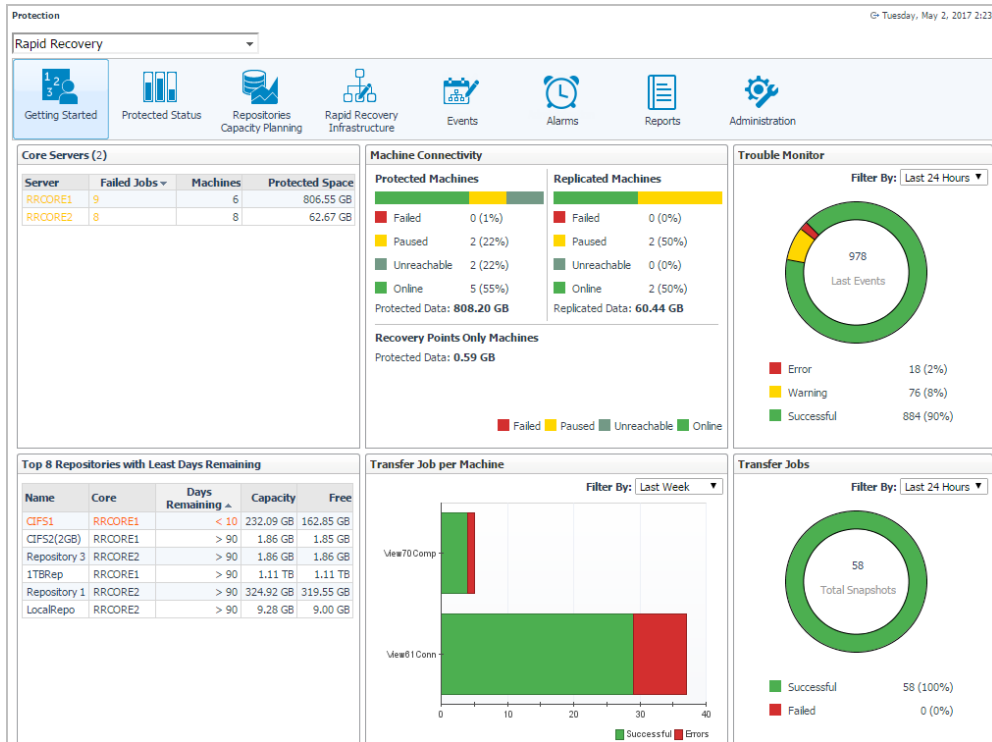 Protection
Tuesday, May 2, 2017 2:23
Rapid Recovery
1 2 3
Getting Started
Protected Status
Repositories
Capacity Planning
Rapid Recovery
Infrastructure
Events
Alarms
Reports
Administration
Core Servers (2)
Server Failed Jobs Machines Protected Space
RRCORE1 9 6 806.55 GB
RRCORE2 8 8 62.67 GB
Machine Connectivity
Protected Machines
Failed 0 (1%)
Paused 2 (22%)
Unreachable 2 (22%)
Online 5 (55%)
Protected Data: 808.20 GB
Replicated Machines
Failed 0 (0%)
Paused 2 (50%)
Unreachable 0 (0%)
Online 2 (50%)
Replicated Data: 60.44 GB
Recovery Points Only Machines
Protected Data: 0.59 GB
Failed Paused Unreachable Online
Trouble Monitor
Filter By: Last 24 Hours
978
Last Events
Error 18 (2%)
Warning 76 (8%)
Successful 884 (90%)
Top 8 Repositories with Least Days Remaining
Name Core Days Remaining Capacity Free
CIFS1 RRCORE1 < 10 232.09 GB 162.85 GB
CIFS2(2GB) RRCORE1 > 90 1.86 GB 1.85 GB
Repository 3 RRCORE2 > 90 1.86 GB 1.86 GB
1TBRep RRCORE1 > 90 1.11 TB 1.11 TB
Repository 1 RRCORE2 > 90 324.92 GB 319.55 GB
LocalRepo RRCORE2 > 90 9.28 GB 9.00 GB
Transfer Job per Machine
Filter By: Last Week
View70Comp
View61Conn
0 10 20 30 40
Successful Errors
Transfer Jobs
Filter By: Last 24 Hours
58
Total Snapshots
Successful 58 (100%)
Failed 0 (0%)